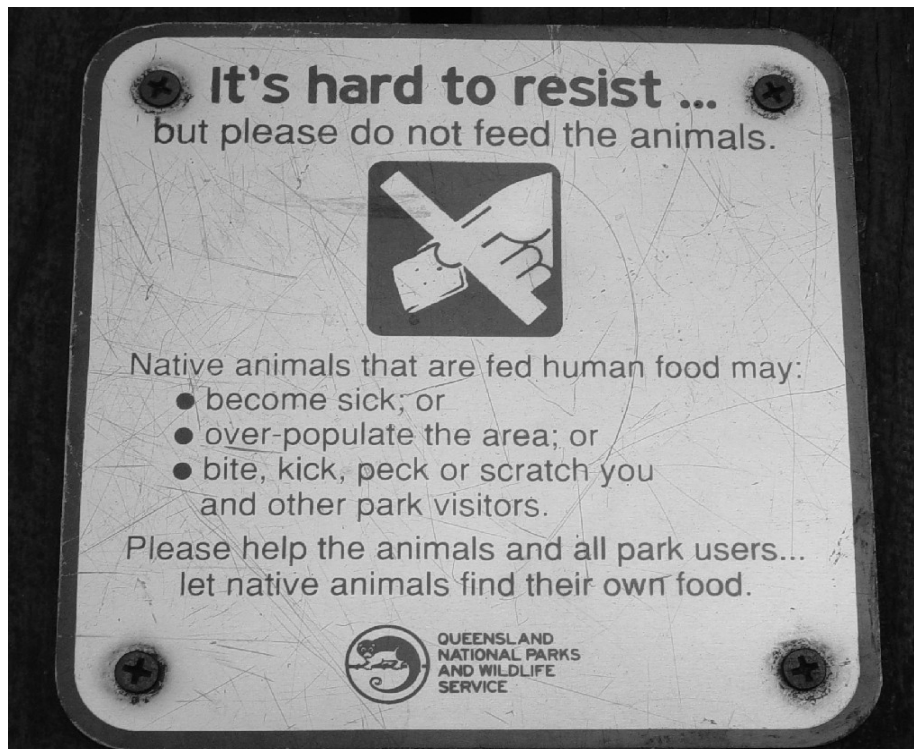 It's hard to resist ...
but please do not feed the animals.
Native animals that are fed human food may:
● become sick; or
● over-populate the area; or
● bite, kick, peck or scratch you
and other park visitors.
Please help the animals and all park users...
let native animals find their own food.
QUEENSLAND
NATIONAL PARKS
AND WILDLIFE
SERVICE